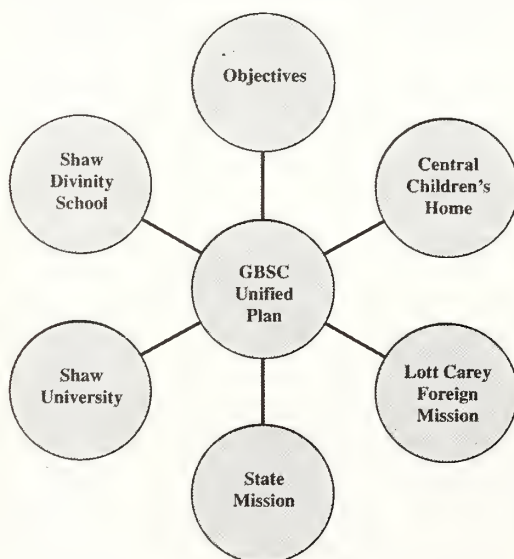 Objectives
Shaw
Divinity
School
Central
Children's
Home
GBSC
Unified
Plan
Shaw
University
Lott Carey
Foreign
Mission
State
Mission